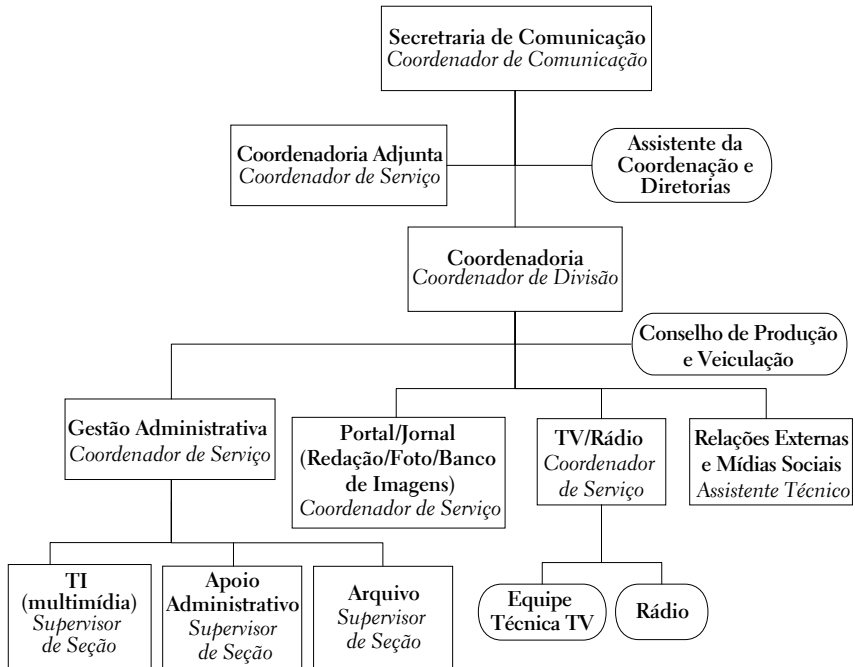 Secretraria de Comunicação
Coordenador de Comunicação
Coordenadoria Adjunta
Coordenador de Serviço
Assistente da
Coordenação e
Diretorias
Coordenadoria
Coordenador de Divisão
Conselho de Produção
e Veiculação
Gestão Administrativa
Coordenador de Serviço
Portal/Jornal
(Redação/Foto/Banco
de Imagens)
Coordenador de Serviço
TV/Rádio
Coordenador
de Serviço
Relações Externas
e Mídias Sociais
Assistente Técnico
TI
(multimídia)
Supervisor
de Seção
Apoio
Administrativo
Supervisor
de Seção
Arquivo
Supervisor
de Seção
Equipe
Técnica TV
Rádio